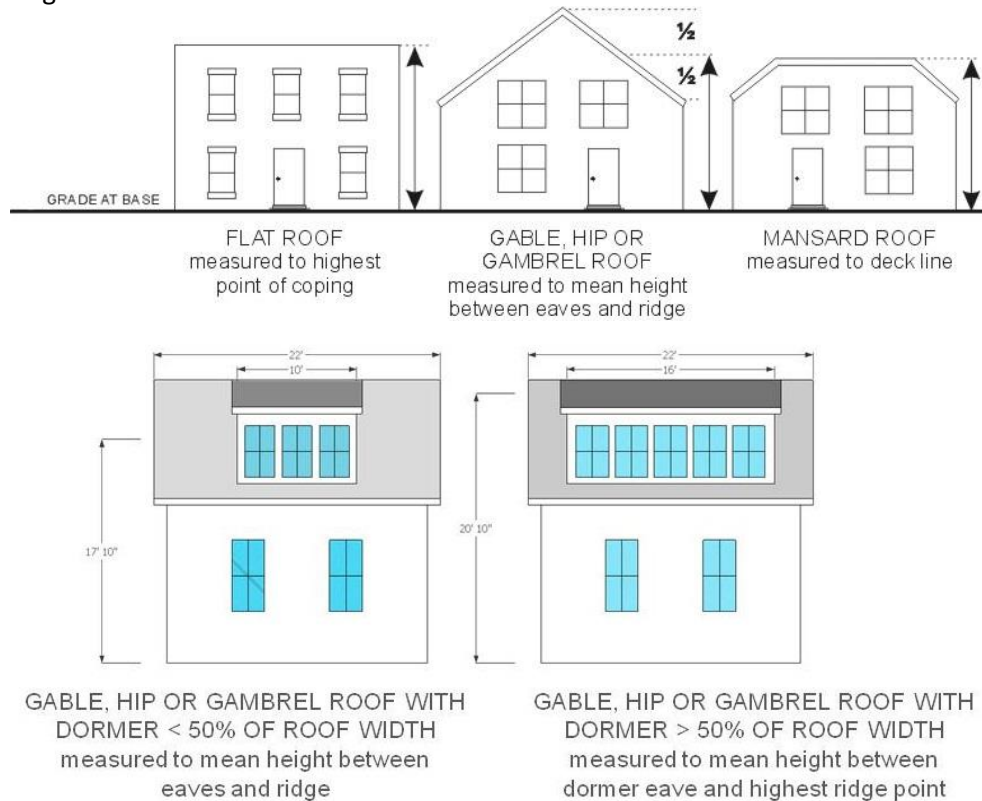 ½
½
GRADE AT BASE
FLAT ROOF
measured to highest
point of coping
GABLE, HIP OR
GAMBREL ROOF
measured to mean height
between eaves and ridge
MANSARD ROOF
measured to deck line
22'
10'
17' 10"
22'
16'
20' 10"
GABLE, HIP OR GAMBREL ROOF WITH
DORMER < 50% OF ROOF WIDTH
measured to mean height between
eaves and ridge
GABLE, HIP OR GAMBREL ROOF WITH
DORMER > 50% OF ROOF WIDTH
measured to mean height between
dormer eave and highest ridge point